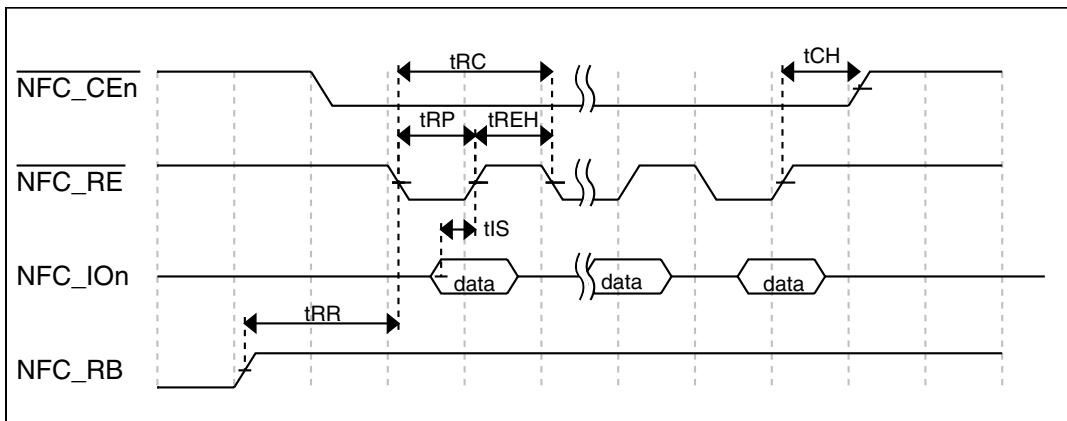 tRC
tCH
NFC_CEn
tRP
tREH
NFC_RE
tIS
NFC_IOn
data
data
data
tRR
NFC_RB